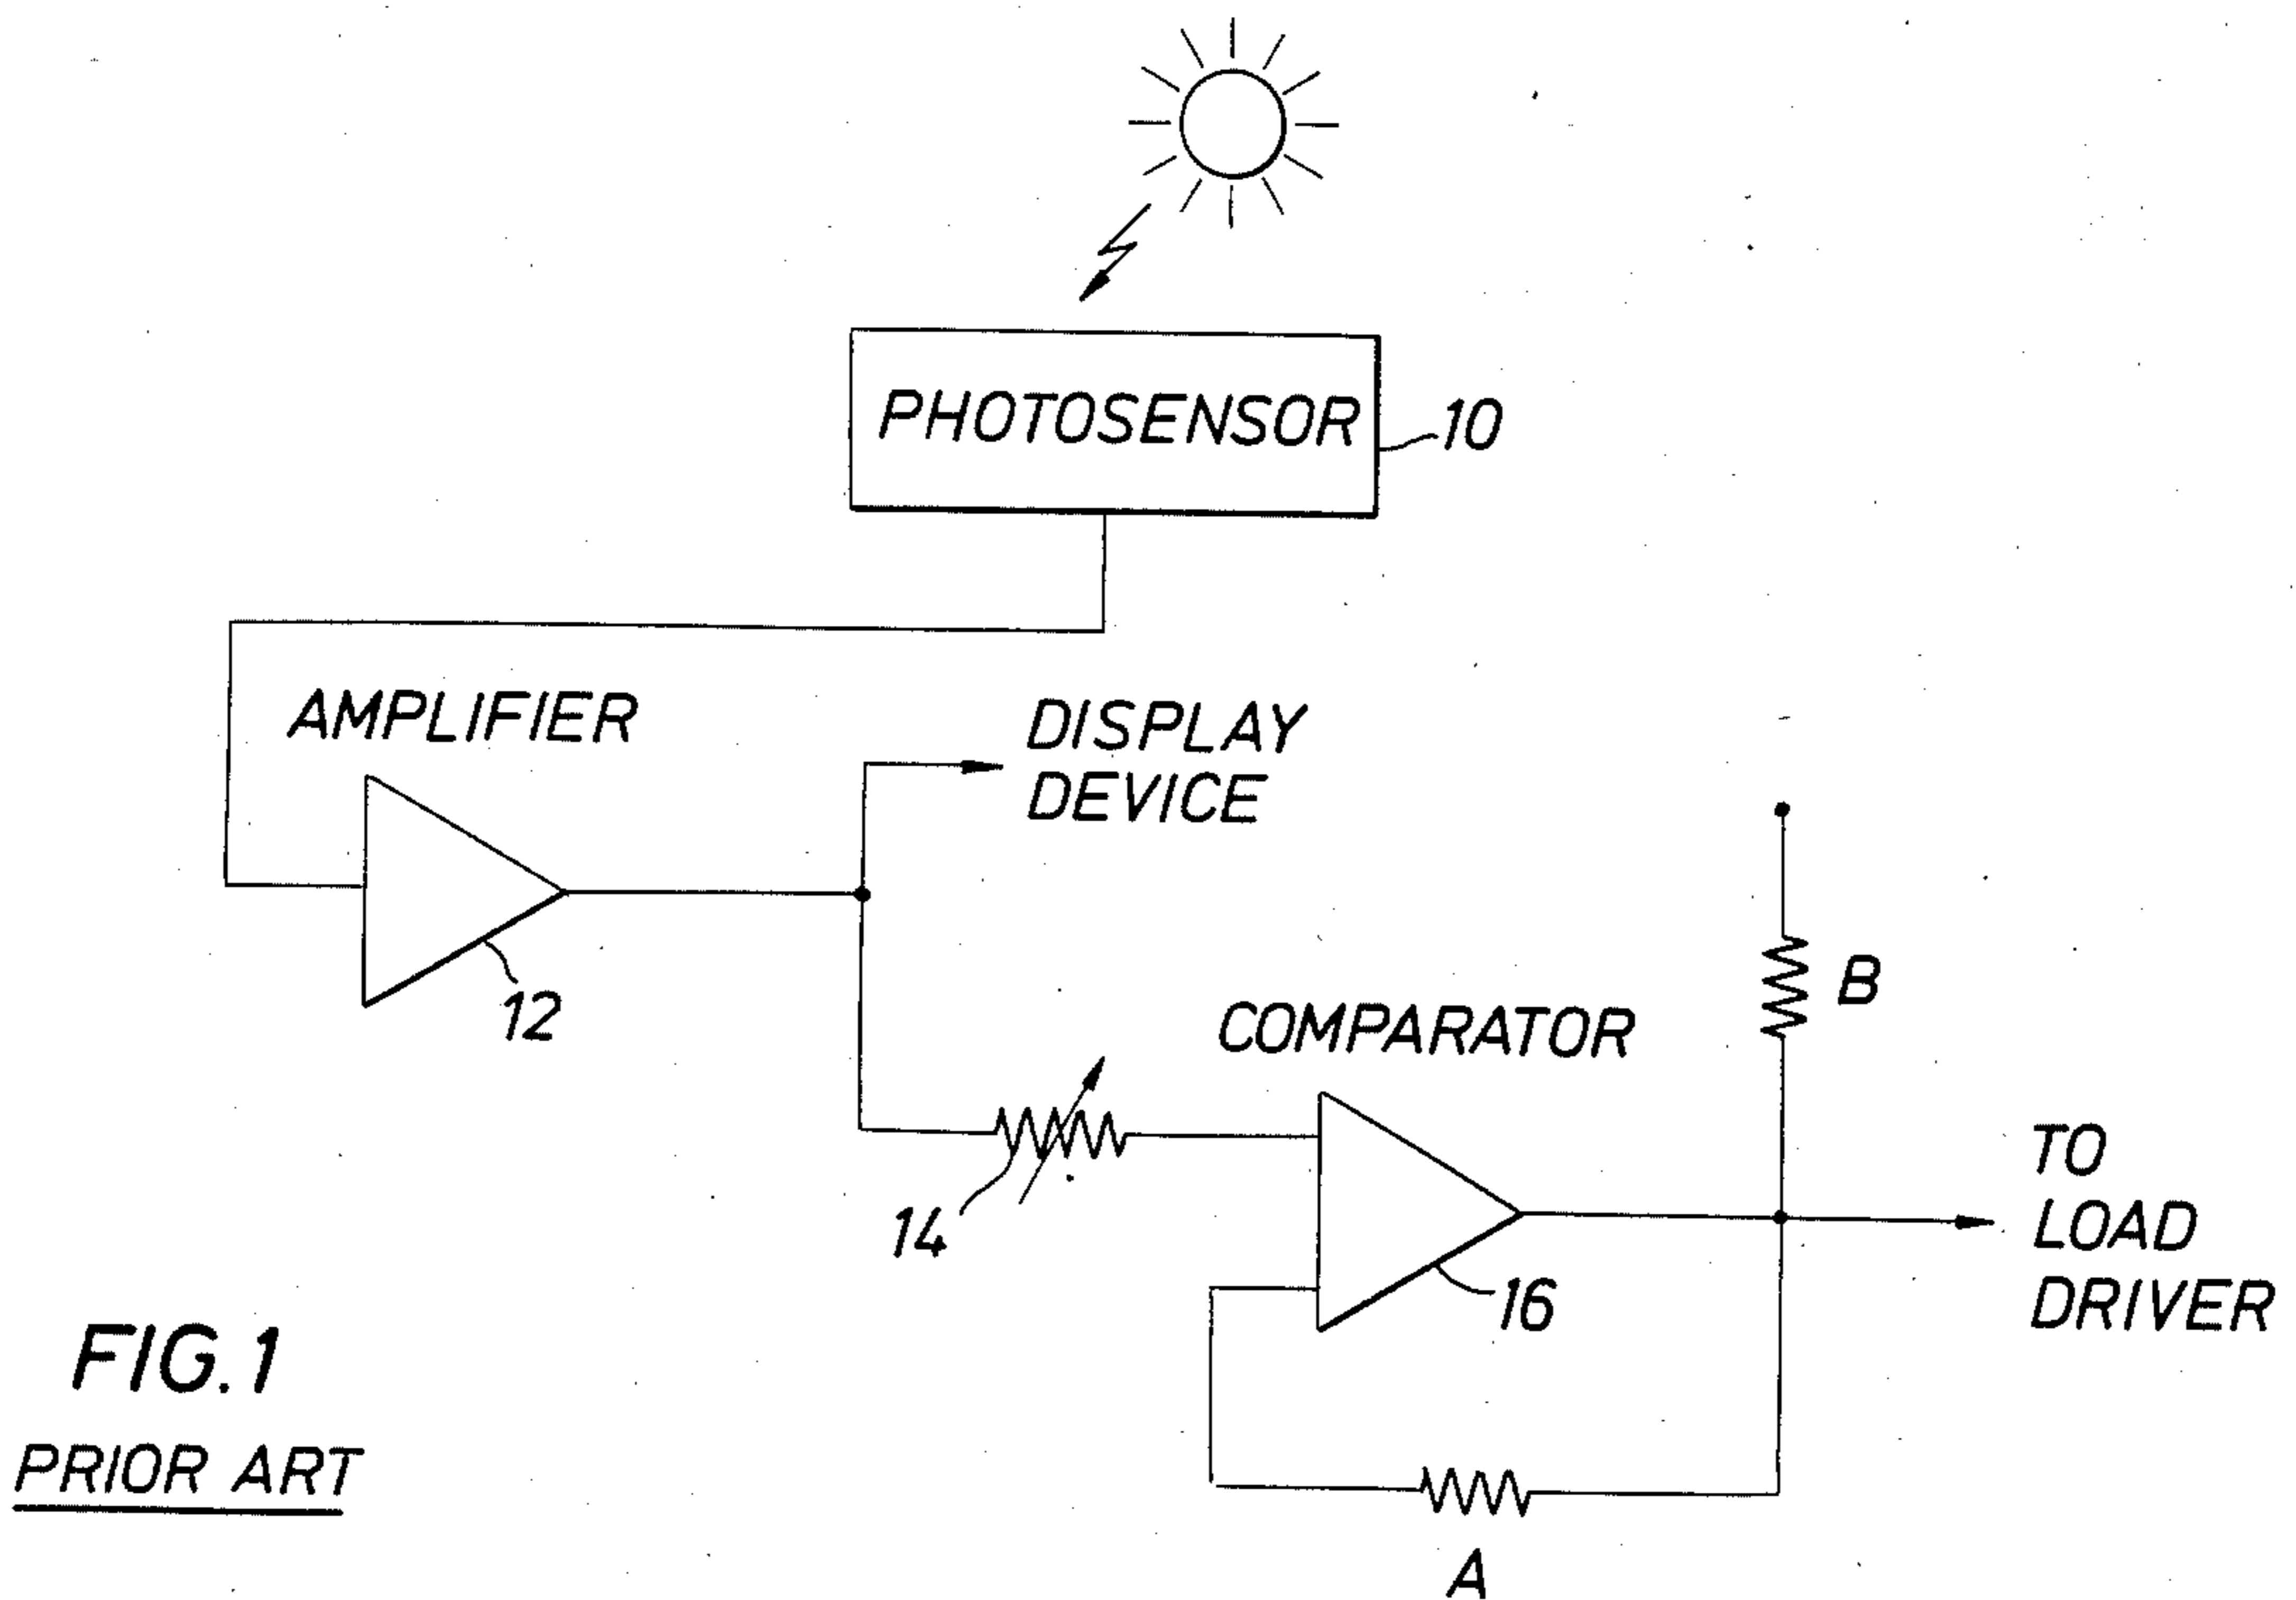 PHOTOSENSOR
10
AMPLIFIER
12
DISPLAY
DEVICE
B
COMPARATOR
14
16
TO
LOAD
DRIVER
A
FIG. 1
PRIOR ART